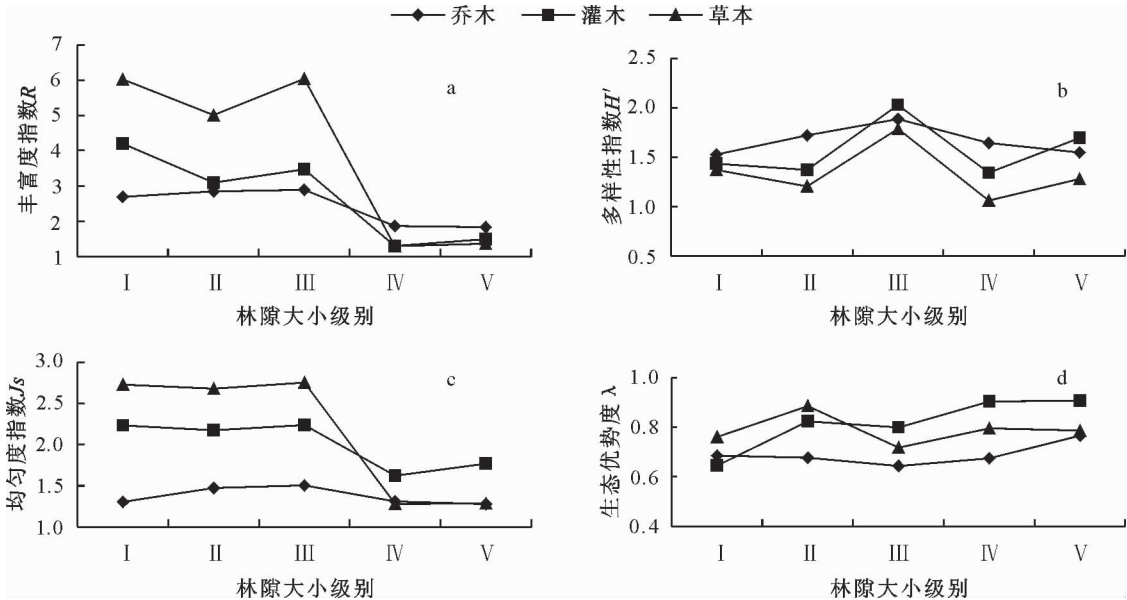 乔木 灌木 草本
7
6
5
4
3
2
1
丰富度指数R
a
I II III IV V
林隙大小级别
2.5
2.0
1.5
1.0
0.5
多样性指数H'
b
I II III IV V
林隙大小级别
3.0
2.5
2.0
1.5
1.0
均匀度指数Js
c
I II III IV V
林隙大小级别
1.0
0.8
0.6
0.4
生态优势度 λ
d
I II III IV V
林隙大小级别